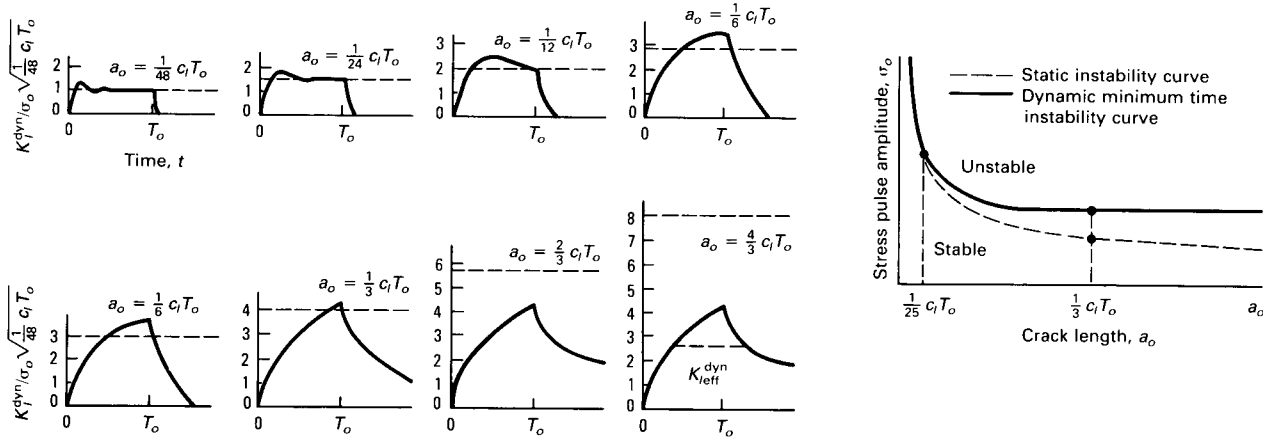 K_I^dyn/σ_o √(1/48 c_l T_o)
a_o = 1/48 c_l T_o
2
1
0
0
T_o
Time, t
a_o = 1/24 c_l T_o
2
1
0
0
T_o
a_o = 1/12 c_l T_o
2
1
0
0
T_o
a_o = 1/6 c_l T_o
3
2
1
0
0
T_o
K_I^dyn/σ_o √(1/48 c_l T_o)
a_o = 1/6 c_l T_o
3
2
1
0
0
T_o
a_o = 1/3 c_l T_o
4
3
2
1
0
0
T_o
a_o = 2/3 c_l T_o
6
5
4
3
2
1
0
0
T_o
a_o = 4/3 c_l T_o
8
7
6
5
4
3
2
1
0
K_Ieff^dyn
0
T_o
Stress pulse amplitude, σ_o
Static instability curve
Dynamic minimum time
instability curve
Unstable
Stable
1/25 c_l T_o
1/3 c_l T_o
a_o
Crack length, a_o